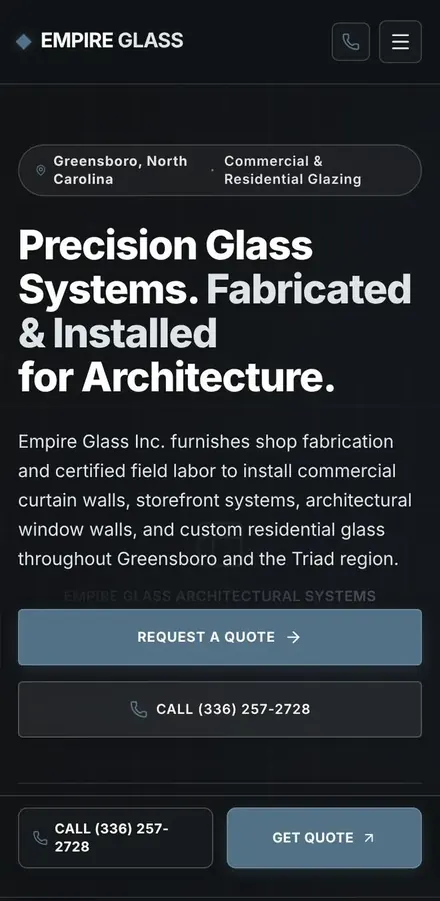 EMPIRE GLASS
Greensboro, North
Carolina
·
Commercial &
Residential Glazing
Precision Glass
Systems. Fabricated
& Installed
for Architecture.
Empire Glass Inc. furnishes shop fabrication
and certified field labor to install commercial
curtain walls, storefront systems, architectural
window walls, and custom residential glass
throughout Greensboro and the Triad region.
EMPIRE GLASS ARCHITECTURAL SYSTEMS
REQUEST A QUOTE →
CALL (336) 257-2728
CALL (336) 257-
2728
GET QUOTE ↗